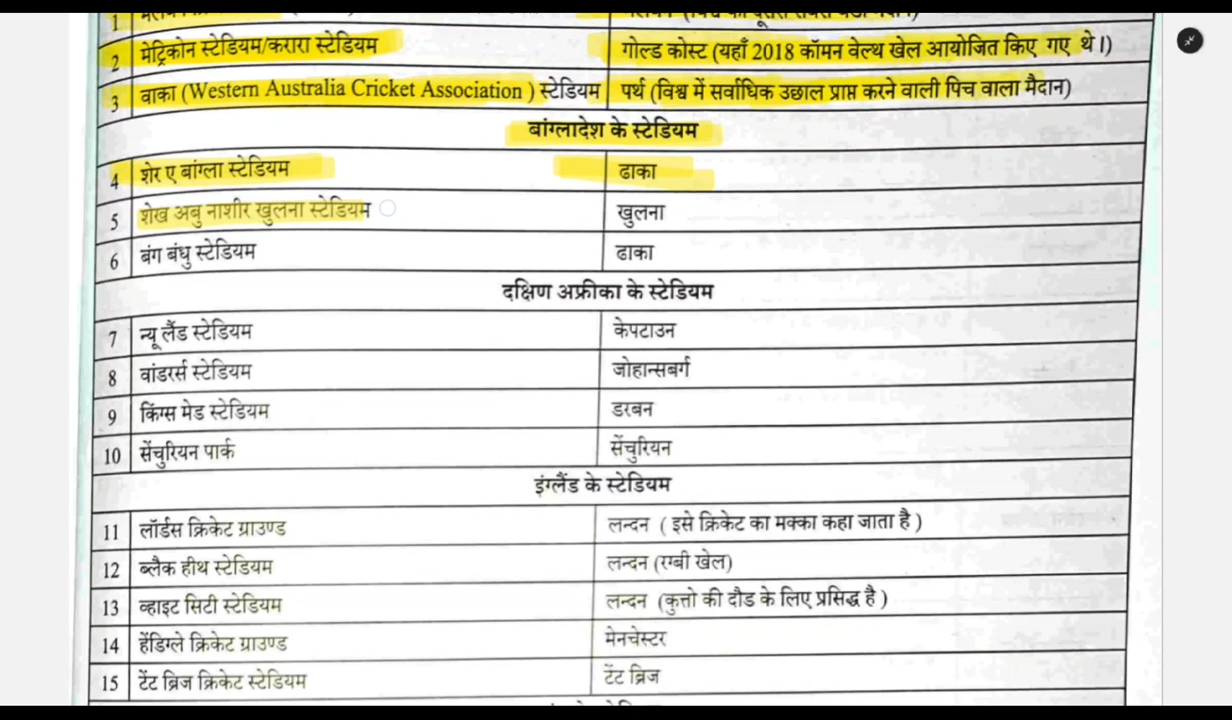 1
2 मेट्रिकोन स्टेडियम/करारा स्टेडियम गोल्ड कोस्ट (यहाँ 2018 कॉमन वेल्थ खेल आयोजित किए गए थे।)
3 वाका (Western Australia Cricket Association ) स्टेडियम पर्थ (विश्व में सर्वाधिक उछाल प्राप्त करने वाली पिच वाला मैदान)
बांग्लादेश के स्टेडियम
4 शेर ए बांग्ला स्टेडियम ढाका
5 शेख अबु नाशीर खुलना स्टेडियम खुलना
6 बंग बंधु स्टेडियम ढाका
दक्षिण अफ्रीका के स्टेडियम
7 न्यू लैंड स्टेडियम केपटाउन
8 वांडरर्स स्टेडियम जोहान्सबर्ग
9 किंग्स मेड स्टेडियम डरबन
10 सेंचुरियन पार्क सेंचुरियन
इंग्लैंड के स्टेडियम
11 लॉर्डस क्रिकेट ग्राउण्ड लन्दन ( इसे क्रिकेट का मक्का कहा जाता है )
12 ब्लैक हीथ स्टेडियम लन्दन (रग्बी खेल)
13 व्हाइट सिटी स्टेडियम लन्दन (कुत्तो की दौड के लिए प्रसिद्ध है )
14 हेंडिग्ले क्रिकेट ग्राउण्ड मेनचेस्टर
15 टेंट ब्रिज क्रिकेट स्टेडियम टेंट ब्रिज